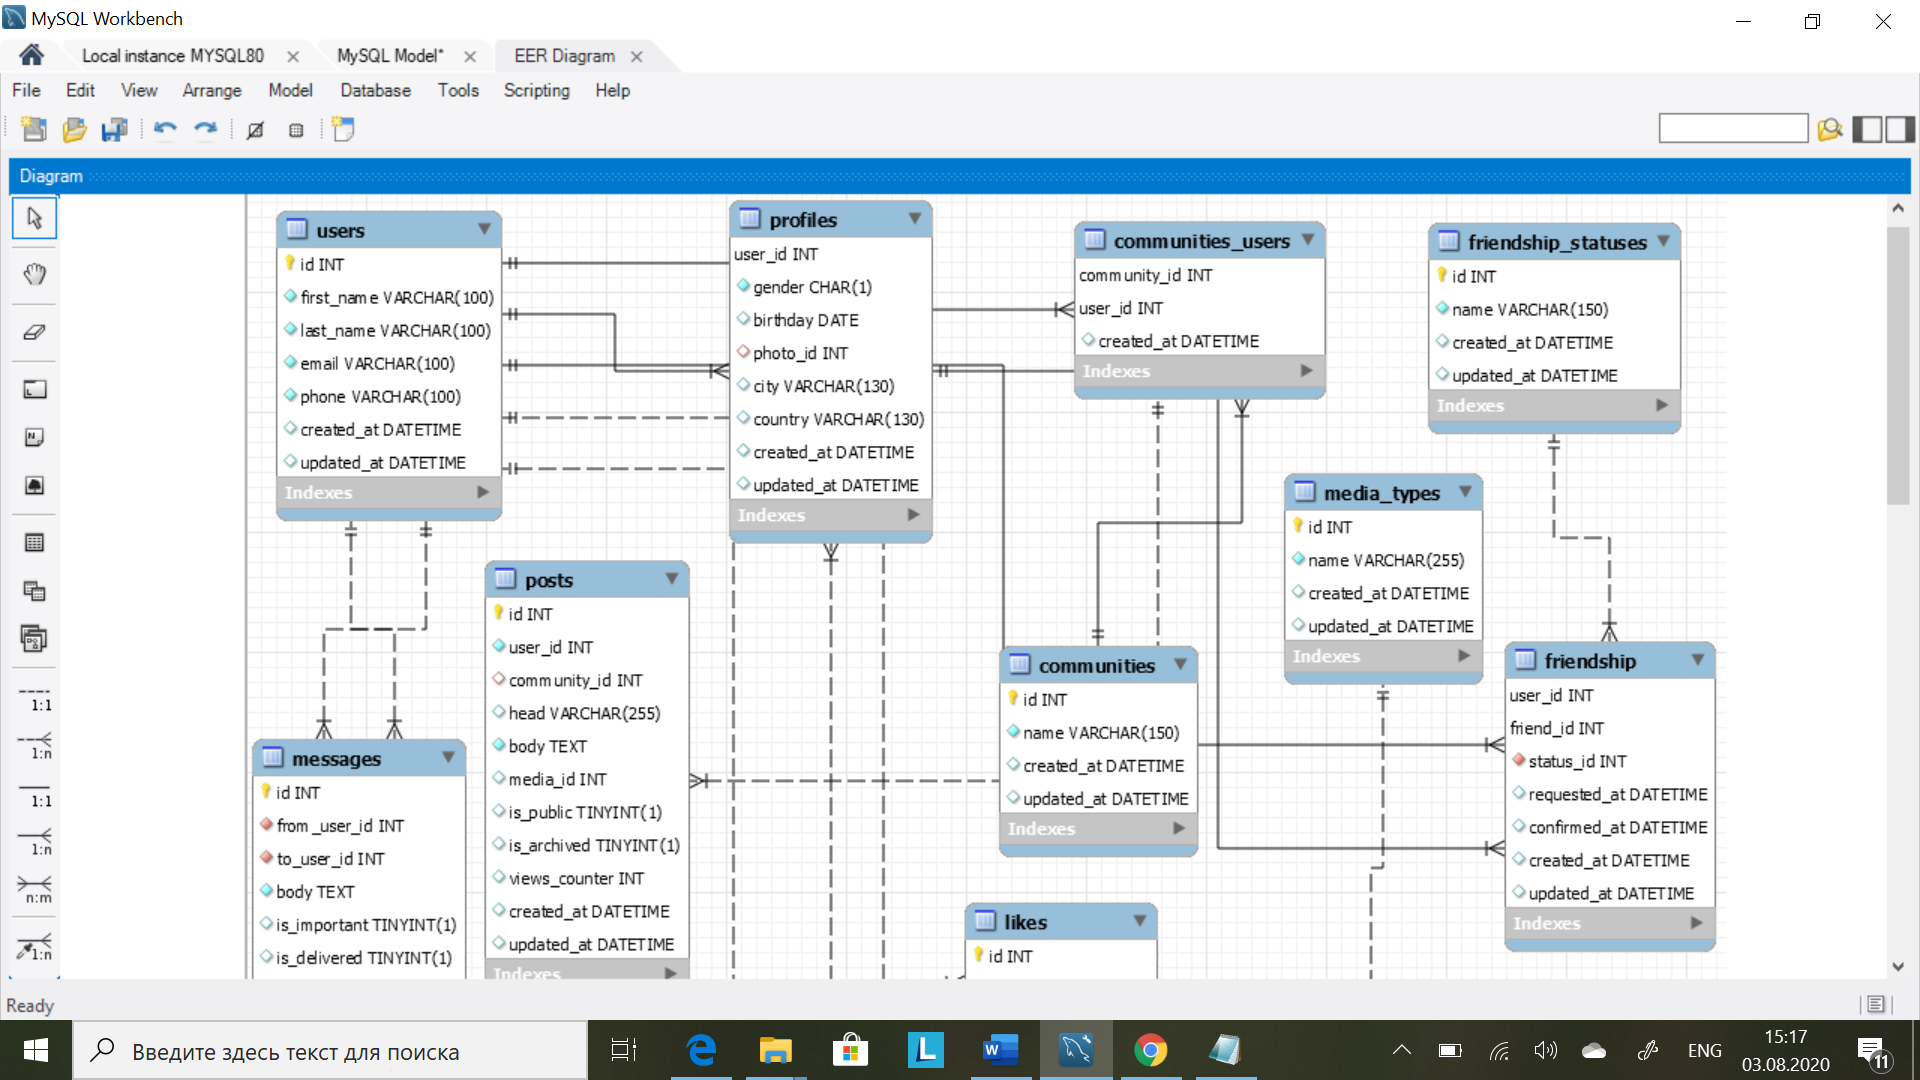 MySQL Workbench
Local instance MYSQL80
MySQL Model*
EER Diagram
File Edit View Arrange Model Database Tools Scripting Help
Diagram
users
id INT
first_name VARCHAR(100)
last_name VARCHAR(100)
email VARCHAR(100)
phone VARCHAR(100)
created_at DATETIME
updated_at DATETIME
Indexes
profiles
user_id INT
gender CHAR(1)
birthday DATE
photo_id INT
city VARCHAR(130)
country VARCHAR(130)
created_at DATETIME
updated_at DATETIME
Indexes
communities_users
community_id INT
user_id INT
created_at DATETIME
Indexes
friendship_statuses
id INT
name VARCHAR(150)
created_at DATETIME
updated_at DATETIME
Indexes
media_types
id INT
name VARCHAR(255)
created_at DATETIME
updated_at DATETIME
Indexes
posts
id INT
user_id INT
community_id INT
head VARCHAR(255)
body TEXT
media_id INT
is_public TINYINT(1)
is_archived TINYINT(1)
views_counter INT
created_at DATETIME
updated_at DATETIME
Indexes
communities
id INT
name VARCHAR(150)
created_at DATETIME
updated_at DATETIME
Indexes
friendship
user_id INT
friend_id INT
status_id INT
requested_at DATETIME
confirmed_at DATETIME
created_at DATETIME
updated_at DATETIME
Indexes
messages
id INT
from_user_id INT
to_user_id INT
body TEXT
is_important TINYINT(1)
is_delivered TINYINT(1)
likes
id INT
1:1
1:n
1:1
1:n
n:m
1:n
Ready
Введите здесь текст для поиска
ENG
15:17
03.08.2020
11